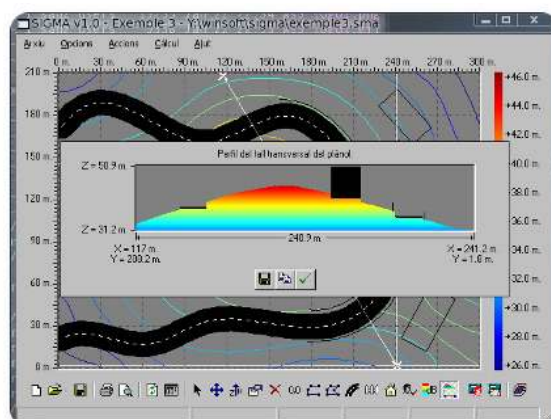 SIGMA v1.0 - Exemple 3 - Y:\winsoft\sigma\exemple3.sma
Arxiu Opcions Accions Càlcul Ajut
0 m. 30 m. 60 m. 90 m. 120 m. 150 m. 180 m. 210 m. 240 m. 270 m. 300 m.
210 m.
+46.0 m.
180 m.
+44.0 m.
+42.0 m.
150 m.
Perfil del tall transversal del plànol
Z = 50.9 m.
Z = 31.2 m.
240.9 m.
X = 117 m.
Y = 208.2 m.
X = 241.2 m.
Y = 1.8 m.
120 m.
90 m.
60 m.
30 m.
0 m.
40.0 m.
38.0 m.
36.0 m.
34.0 m.
32.0 m.
+30.0 m.
+28.0 m.
+26.0 m.